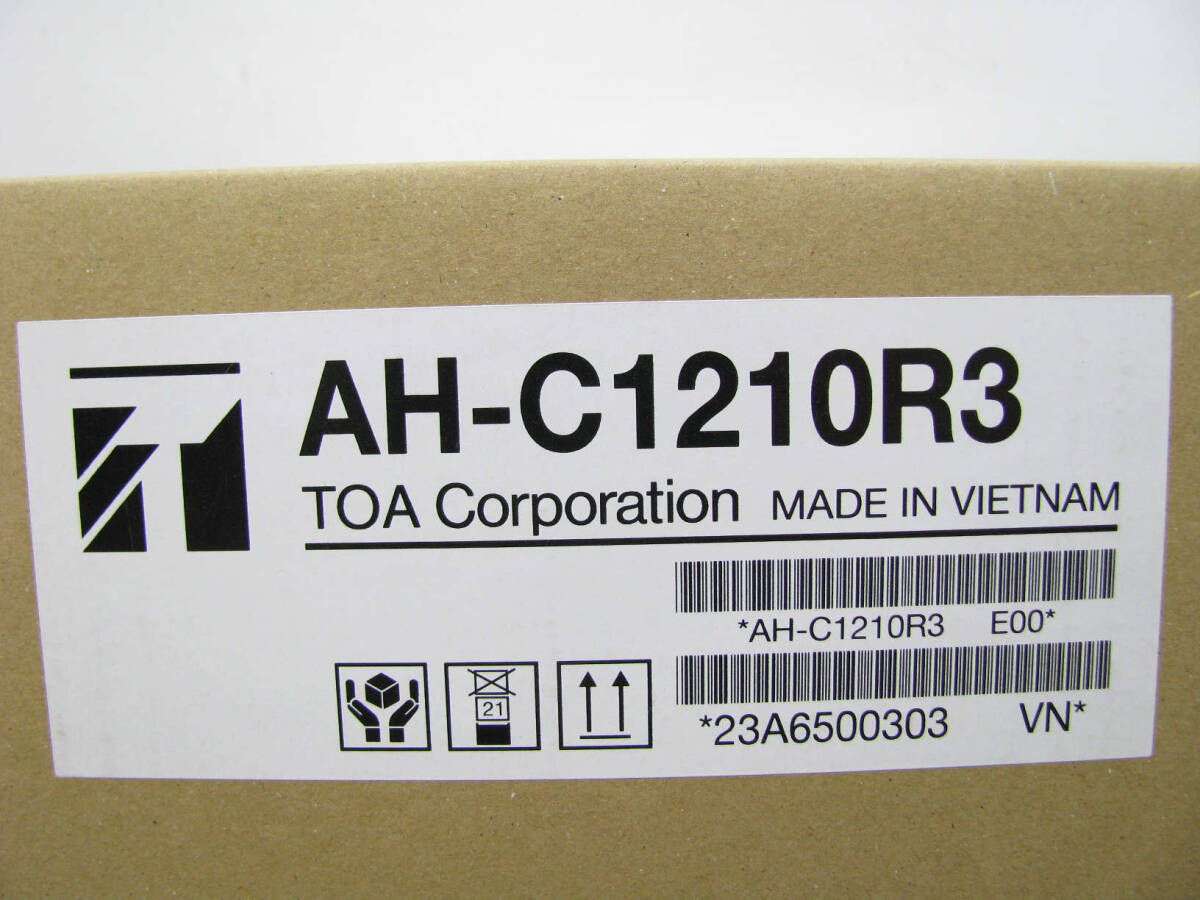 AH-C1210R3
TOA Corporation MADE IN VIETNAM
*AH-C1210R3 E00*
21
*23A6500303 VN*